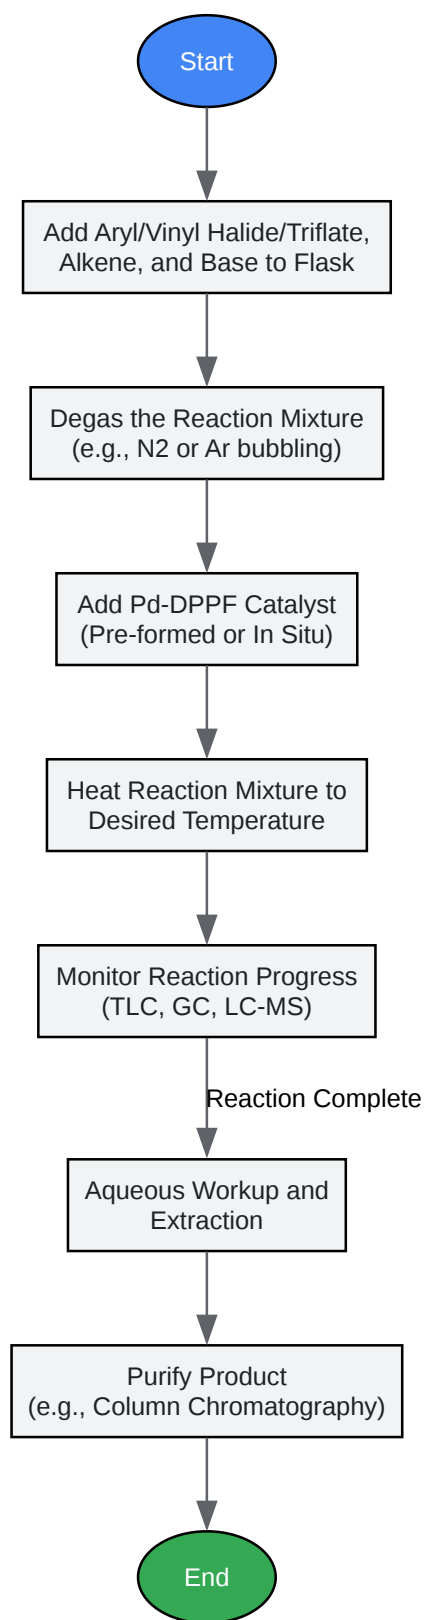 Start
Add Aryl/Vinyl Halide/Triflate,
Alkene, and Base to Flask
Degas the Reaction Mixture
(e.g., N2 or Ar bubbling)
Add Pd-DPPF Catalyst
(Pre-formed or In Situ)
Heat Reaction Mixture to
Desired Temperature
Monitor Reaction Progress
(TLC, GC, LC-MS)
Reaction Complete
Aqueous Workup and
Extraction
Purify Product
(e.g., Column Chromatography)
End